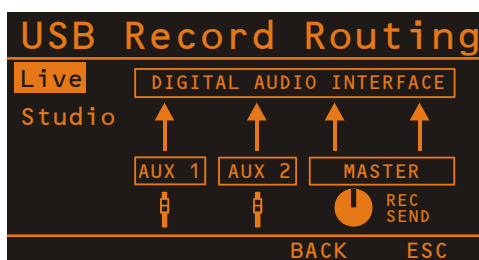 USB Record Routing
Live
DIGITAL AUDIO INTERFACE
Studio
AUX 1
AUX 2
MASTER
REC
SEND
BACK
ESC